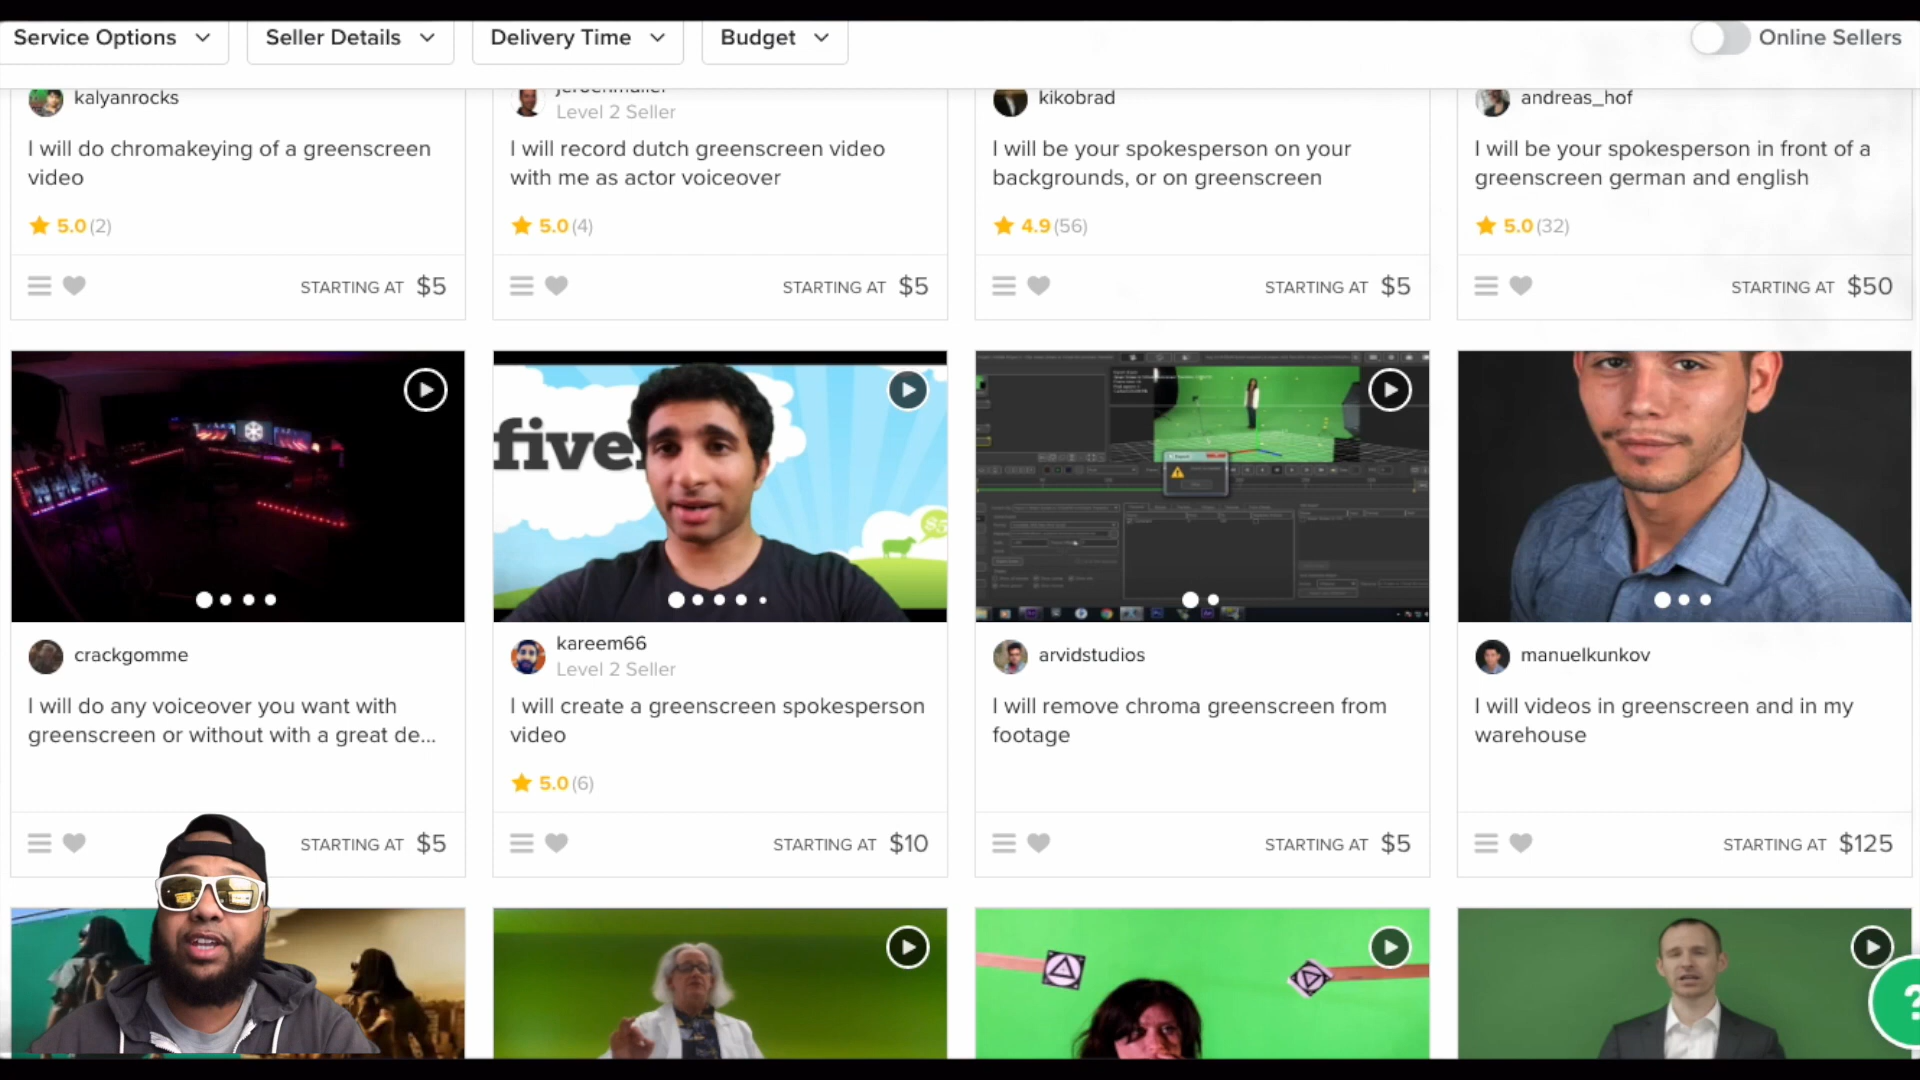 Service Options
Seller Details
Delivery Time
Budget
Online Sellers
kalyanrocks
I will do chromakeying of a greenscreen
video
5.0 (2)
STARTING AT $5
Level 2 Seller
I will record dutch greenscreen video
with me as actor voiceover
5.0 (4)
STARTING AT $5
kikobrad
I will be your spokesperson on your
backgrounds, or on greenscreen
4.9 (56)
STARTING AT $5
andreas_hof
I will be your spokesperson in front of a
greenscreen german and english
5.0 (32)
STARTING AT $50
crackgomme
I will do any voiceover you want with
greenscreen or without with a great de...
STARTING AT $5
five
$5
kareem66
Level 2 Seller
I will create a greenscreen spokesperson
video
5.0 (6)
STARTING AT $10
arvidstudios
I will remove chroma greenscreen from
footage
STARTING AT $5
manuelkunkov
I will videos in greenscreen and in my
warehouse
STARTING AT $125
?